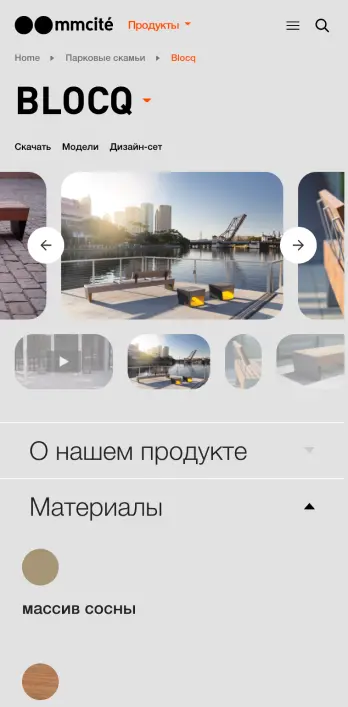 mmcité Продукты
Home Парковые скамьи Blocq
BLOCQ
Скачать Модели Дизайн-сет
О нашем продукте
Материалы
массив сосны